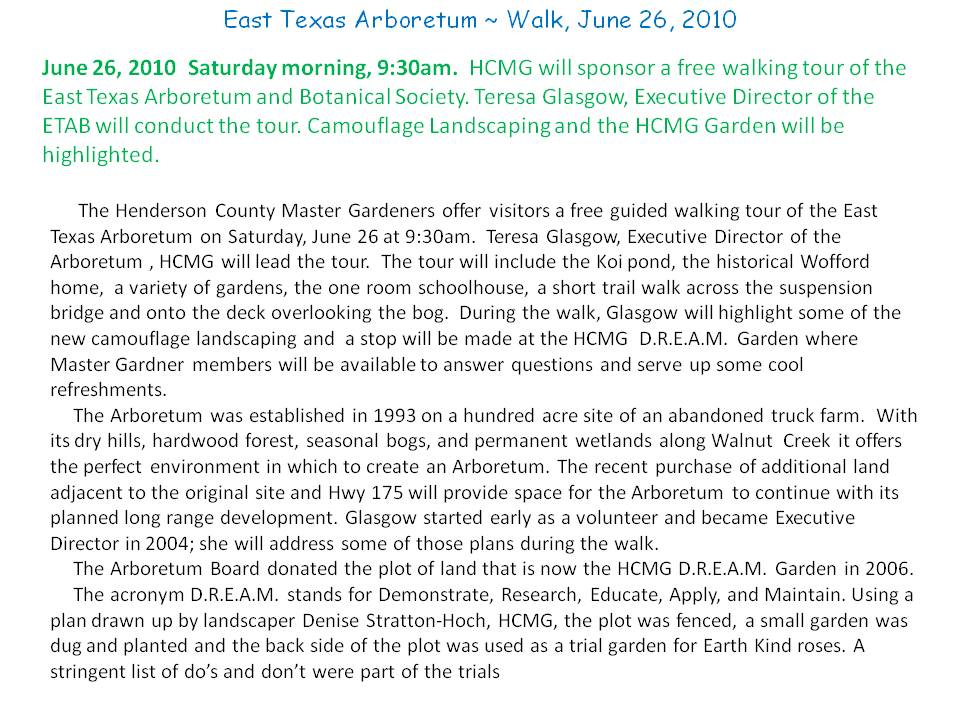 East Texas Arboretum ~ Walk, June 26, 2010
June 26, 2010  Saturday morning, 9:30am.  HCMG will sponsor a free walking tour of the
East Texas Arboretum and Botanical Society. Teresa Glasgow, Executive Director of the
ETAB will conduct the tour. Camouflage Landscaping and the HCMG Garden will be
highlighted.
The Henderson County Master Gardeners offer visitors a free guided walking tour of the East
Texas Arboretum on Saturday, June 26 at 9:30am.  Teresa Glasgow, Executive Director of the
Arboretum , HCMG will lead the tour.  The tour will include the Koi pond, the historical Wofford
home,  a variety of gardens, the one room schoolhouse,  a short trail walk across the suspension
bridge and onto the deck overlooking the bog.  During the walk, Glasgow will highlight some of the
new camouflage landscaping and  a stop will be made at the HCMG  D.R.E.A.M.  Garden where
Master Gardner  members will be available to answer questions and serve up some cool
refreshments.
The Arboretum was established in 1993 on a hundred acre site of an abandoned truck farm.  With
its dry hills, hardwood forest, seasonal bogs, and permanent wetlands along Walnut  Creek it offers
the perfect environment in which to create an Arboretum. The recent purchase of additional land
adjacent to the original site and Hwy 175 will provide space for the Arboretum  to continue with its
planned long range development. Glasgow started early as a volunteer and became Executive
Director in 2004; she will address some of those plans during the walk.
The Arboretum Board donated the plot of land that is now the HCMG D.R.E.A.M.  Garden in 2006.
The acronym D.R.E.A.M. stands for Demonstrate, Research, Educate, Apply, and Maintain. Using a
plan drawn up by landscaper Denise Stratton-Hoch, HCMG, the plot was fenced,  a small garden was
dug and planted and the back side of the plot was used as a trial garden for Earth Kind roses. A
stringent list of do’s and don’t were part of the trials